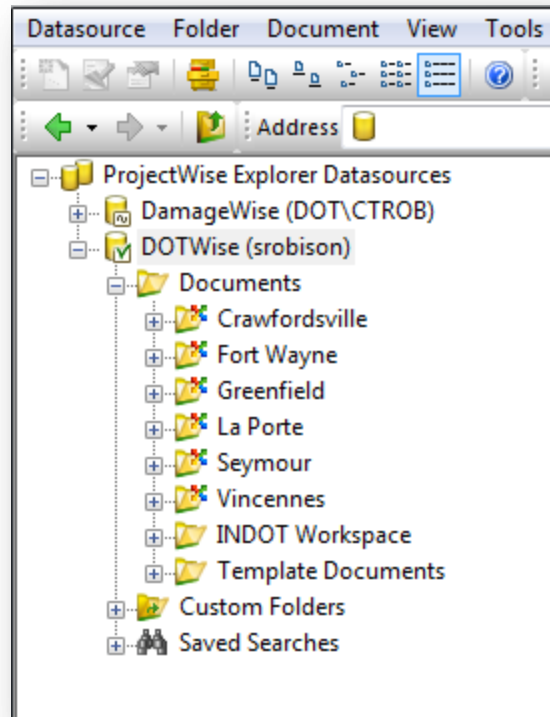 Datasource Folder Document View Tools
Address
ProjectWise Explorer Datasources
DamageWise (DOT\CTROB)
DOTWise (srobison)
Documents
Crawfordsville
Fort Wayne
Greenfield
La Porte
Seymour
Vincennes
INDOT Workspace
Template Documents
Custom Folders
Saved Searches